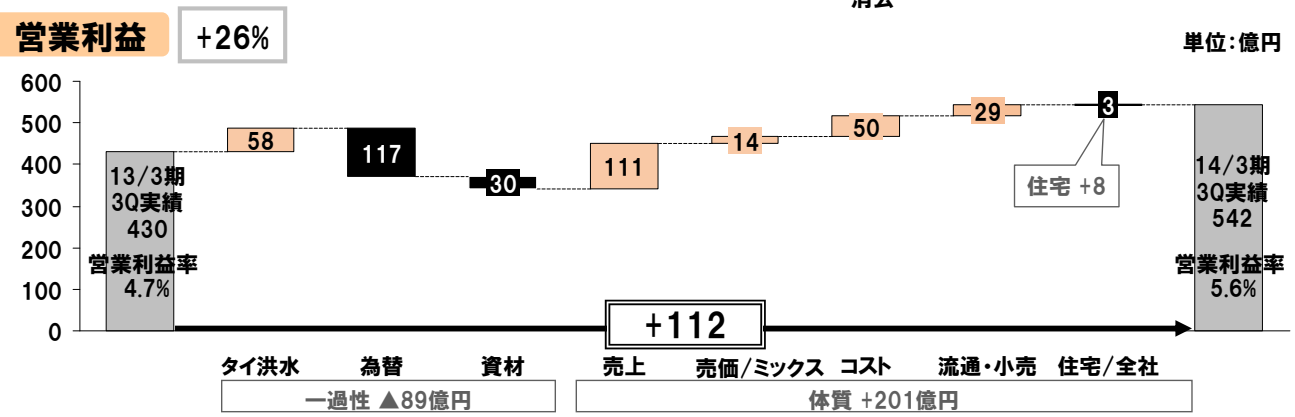 営業利益
+26%
単位:億円
600
500
400
300
200
100
0
13/3期
3Q実績
430
営業利益率
4.7%
58
117
30
111
14
50
29
3
住宅 +8
14/3期
3Q実績
542
営業利益率
5.6%
+112
タイ洪水
為替
資材
売上
売価/ミックス
コスト
流通・小売
住宅/全社
一過性 ▲89億円
体質 +201億円